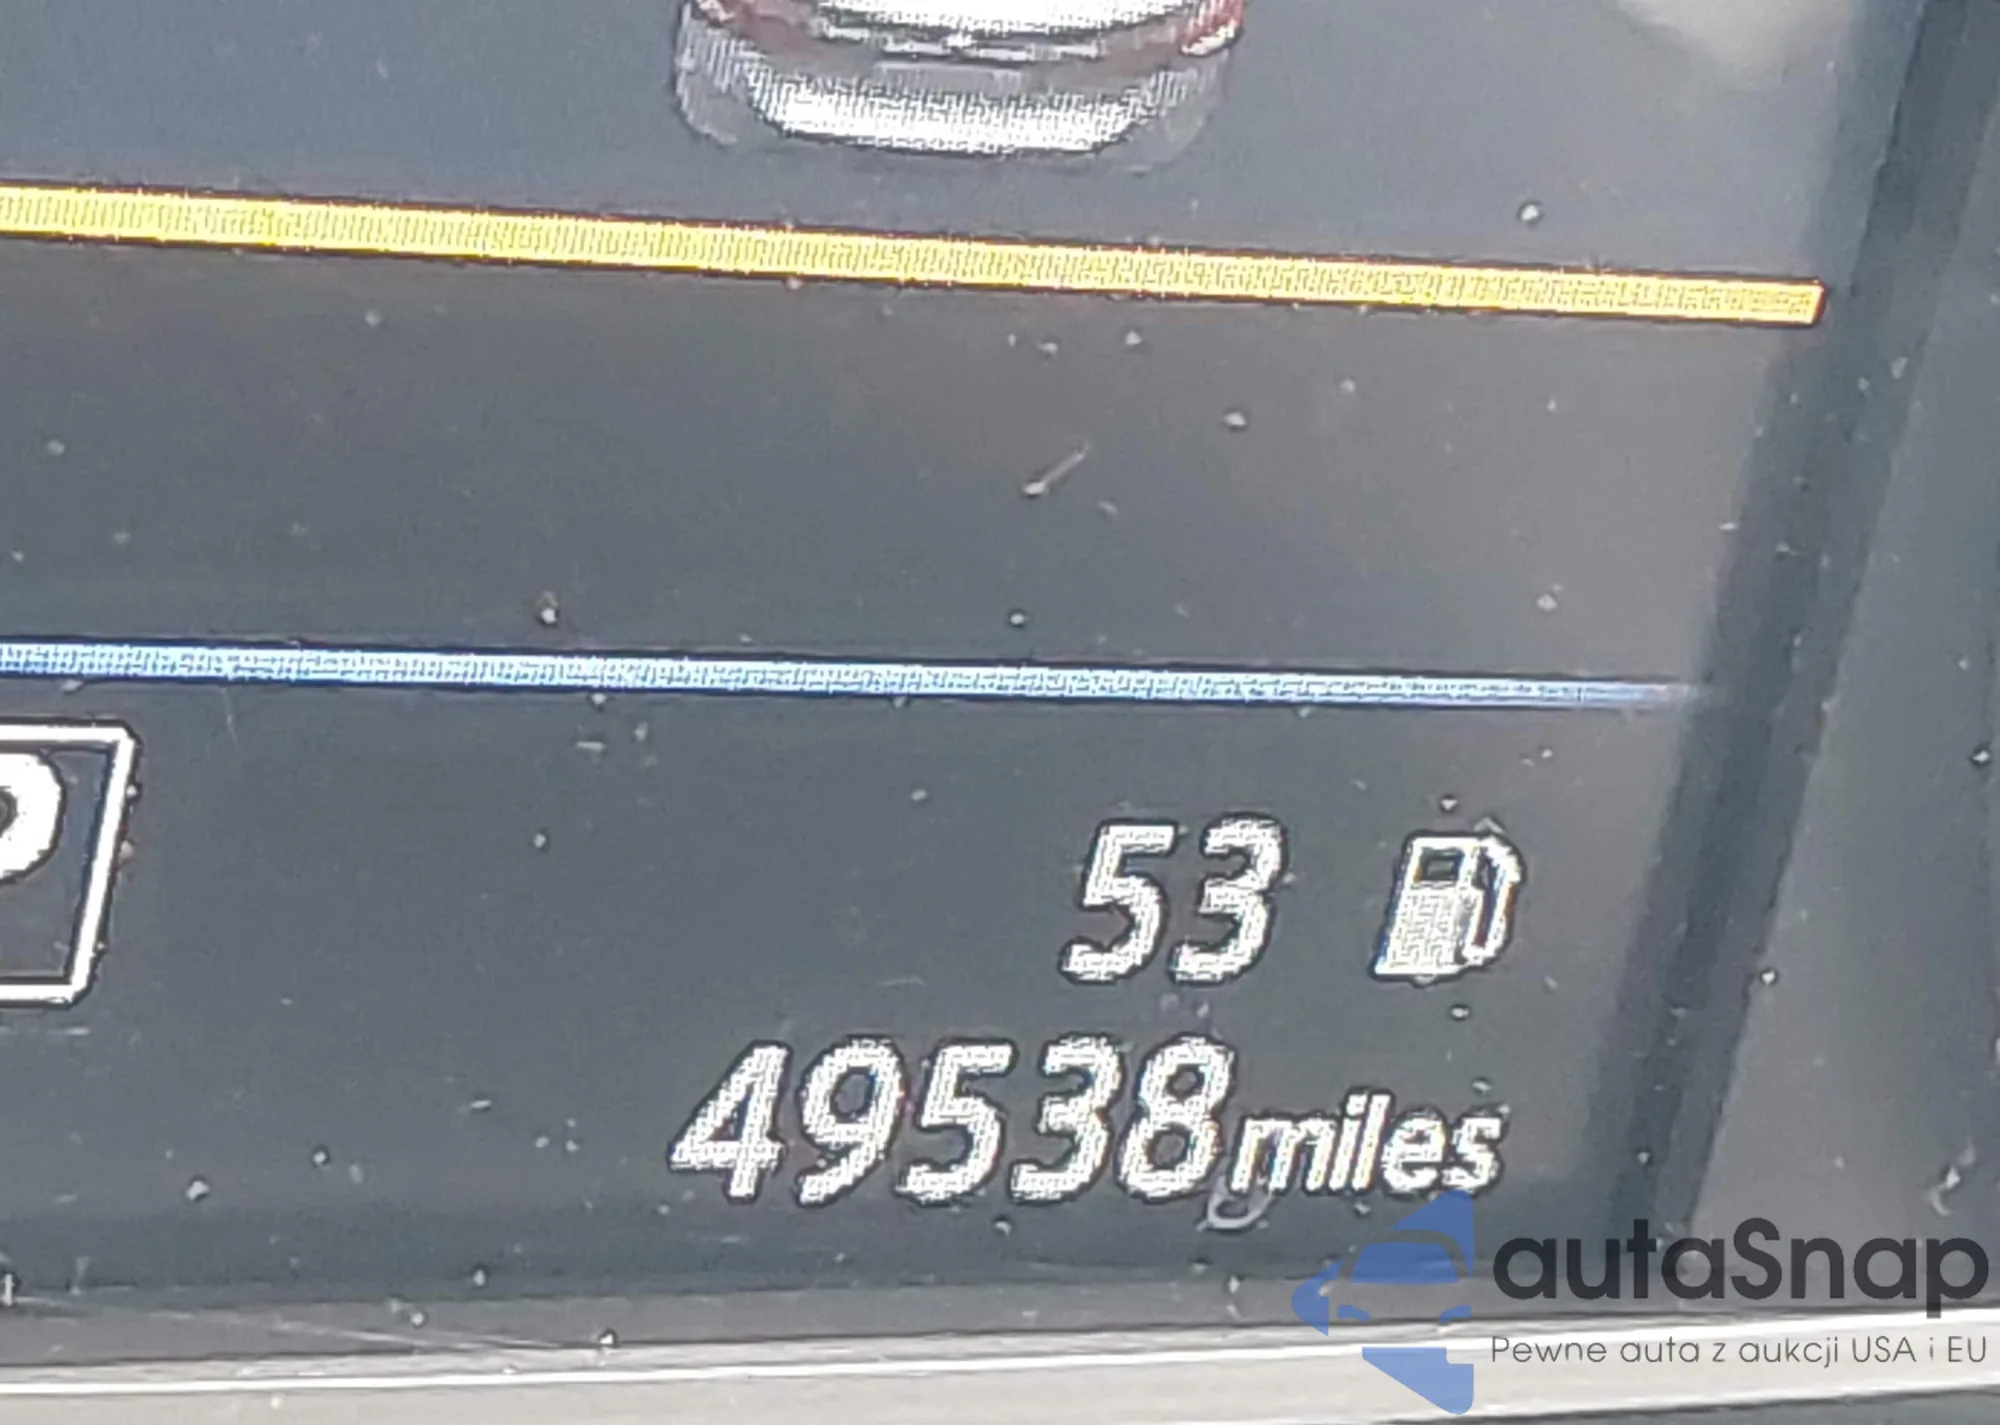 P
53
49538miles
autaSnap
Pewne auta z aukcji USA i EU